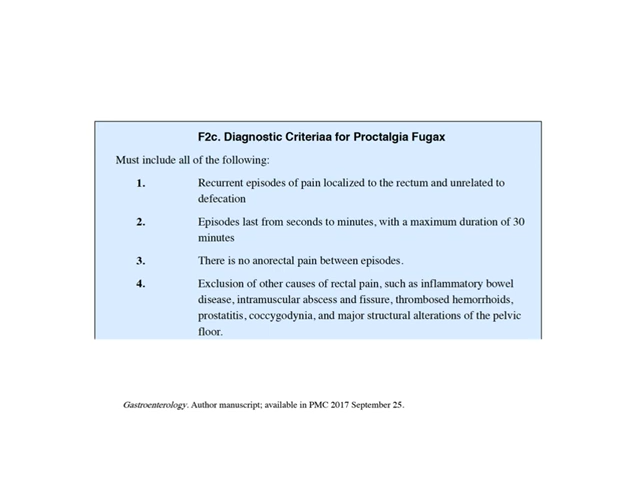 F2c. Diagnostic Criteriaa for Proctalgia Fugax
Must include all of the following:
1. Recurrent episodes of pain localized to the rectum and unrelated to
defecation
2. Episodes last from seconds to minutes, with a maximum duration of 30
minutes
3. There is no anorectal pain between episodes.
4. Exclusion of other causes of rectal pain, such as inflammatory bowel
disease, intramuscular abscess and fissure, thrombosed hemorrhoids,
prostatitis, coccygodynia, and major structural alterations of the pelvic
floor.
Gastroenterology. Author manuscript; available in PMC 2017 September 25.